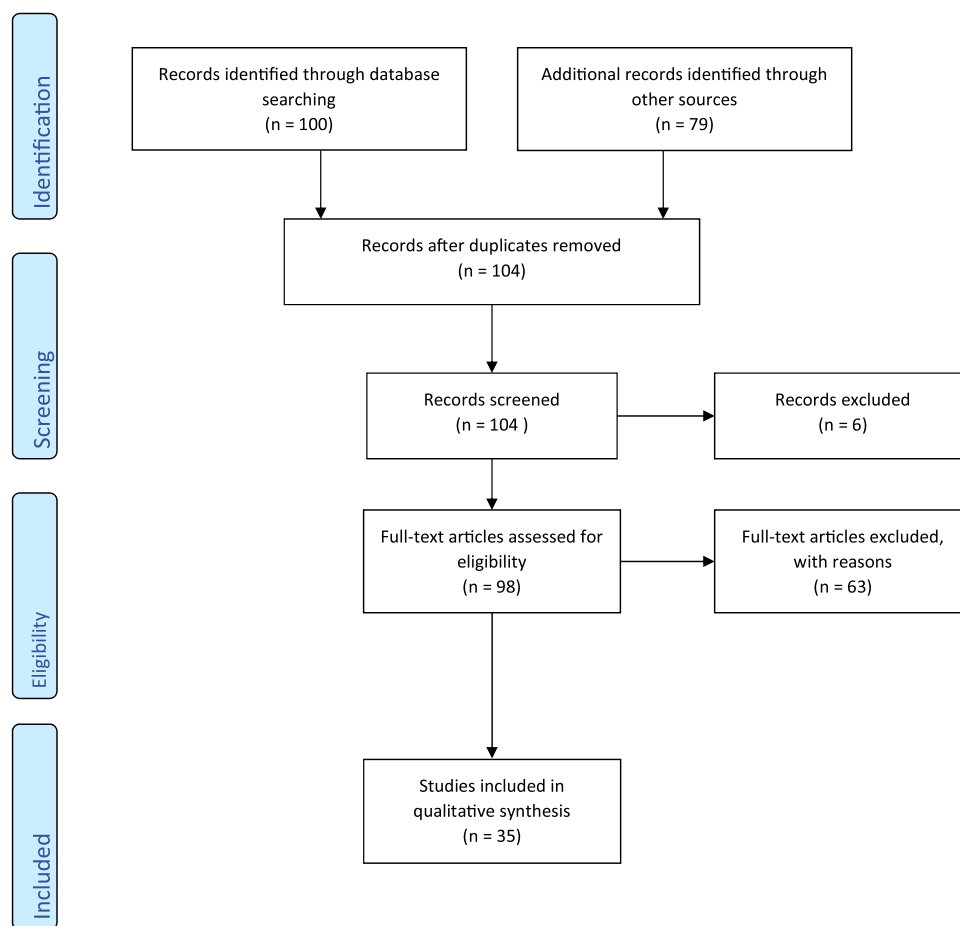 Identification
Records identified through database
searching
(n = 100)
Additional records identified through
other sources
(n = 79)
Records after duplicates removed
(n = 104)
Screening
Records screened
(n = 104 )
Records excluded
(n = 6)
Eligibility
Full-text articles assessed for
eligibility
(n = 98)
Full-text articles excluded,
with reasons
(n = 63)
Included
Studies included in
qualitative synthesis
(n = 35)